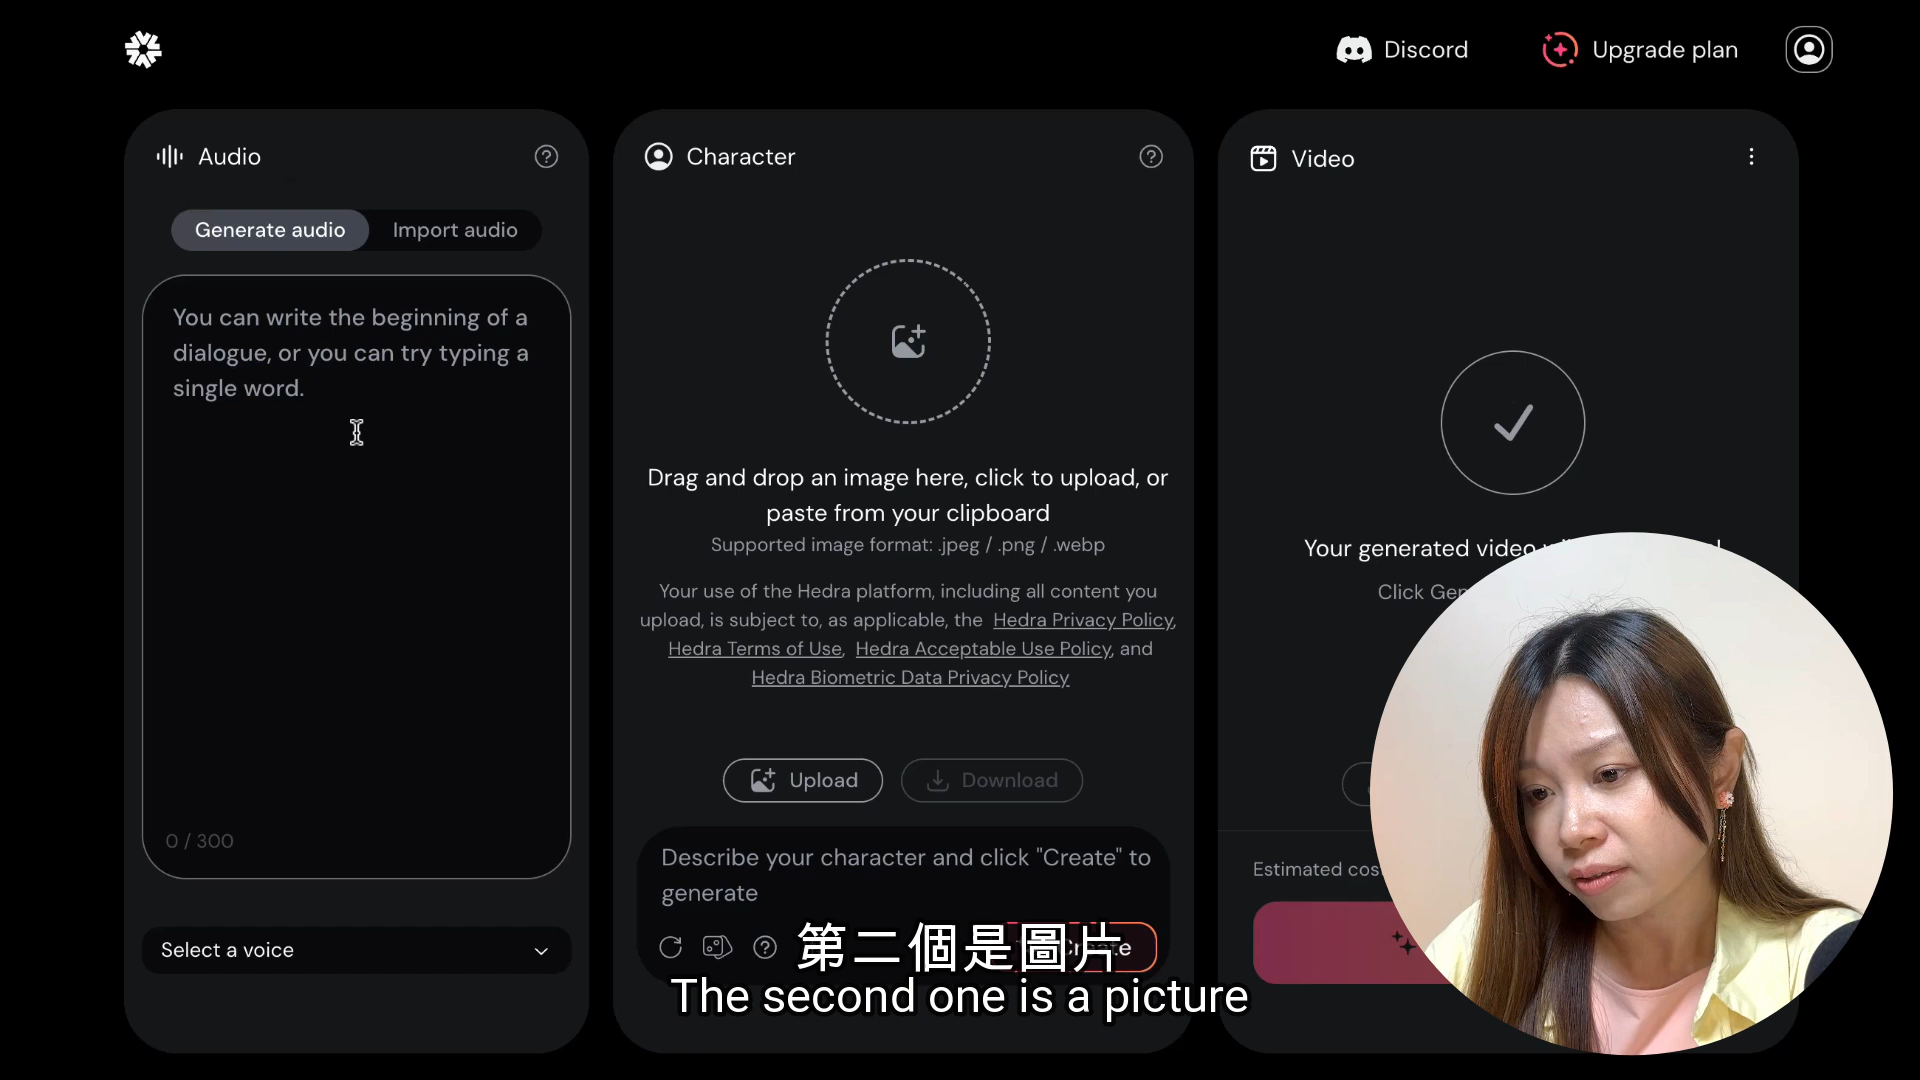 Discord
Upgrade plan
Audio
Generate audio
Import audio
You can write the beginning of a
dialogue, or you can try typing a
single word.
0 / 300
Select a voice
Character
Drag and drop an image here, click to upload, or
paste from your clipboard
Supported image format: .jpeg / .png / .webp
Your use of the Hedra platform, including all content you
upload, is subject to, as applicable, the Hedra Privacy Policy,
Hedra Terms of Use, Hedra Acceptable Use Policy, and
Hedra Biometric Data Privacy Policy
Upload
Download
Describe your character and click "Create" to
generate
Video
Your generated video
Click
Estimated
第二個是圖片
The second one is a picture